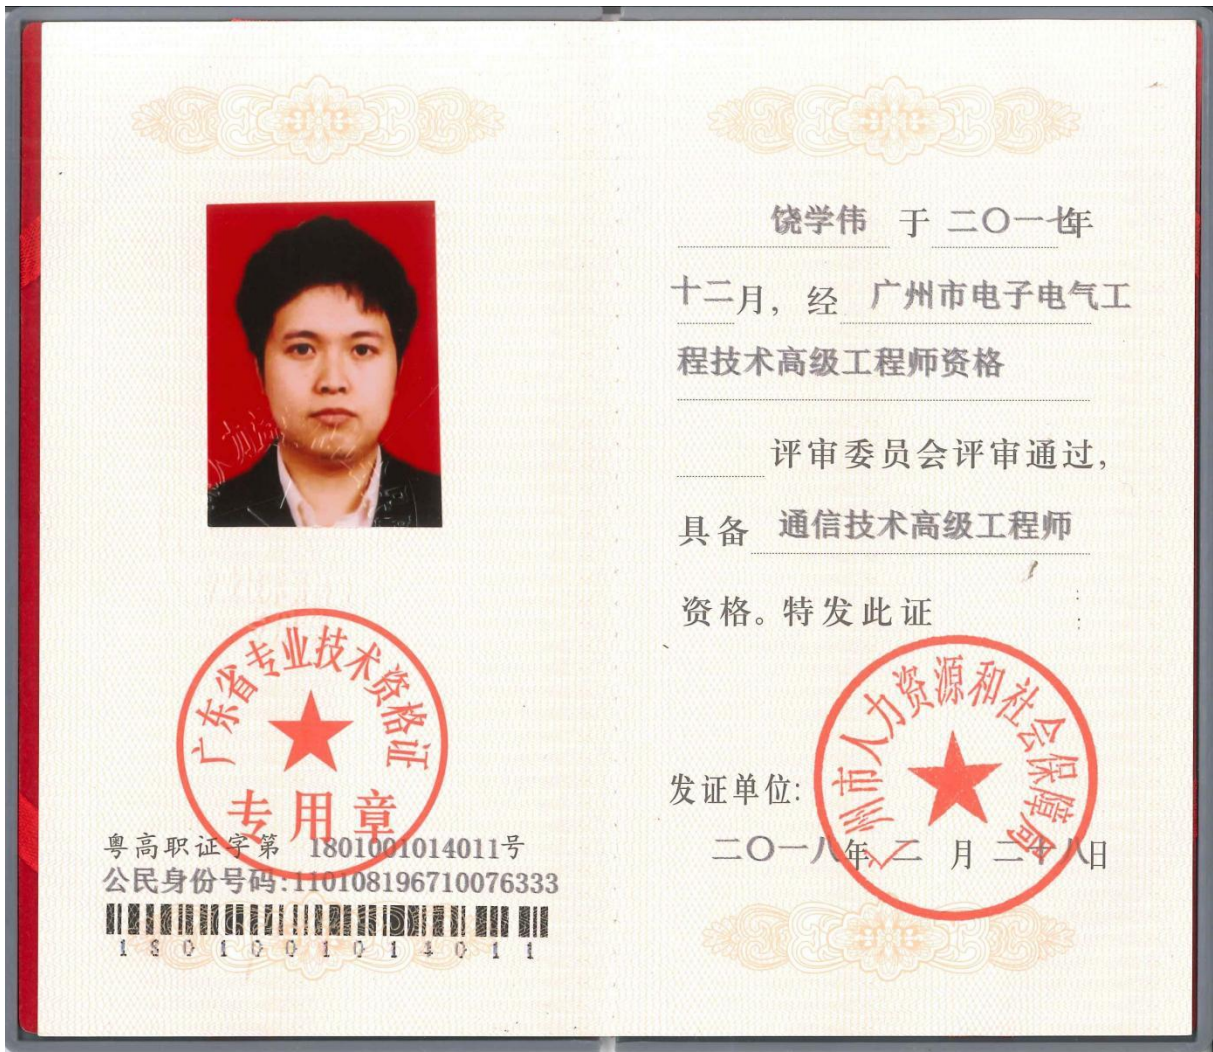 广东省专业技术资格证
专用章
粤高职证字第 1801001014011号
公民身份号码:110108196710076333
1801001014011
饶学伟 于 二〇一七年
十二月, 经 广州市电子电气工
程技术高级工程师资格
评审委员会评审通过,
具备 通信技术高级工程师
资格。特发此证
广州市人力资源和社会保障局
发证单位:
二〇一八年 二 月 二十八日